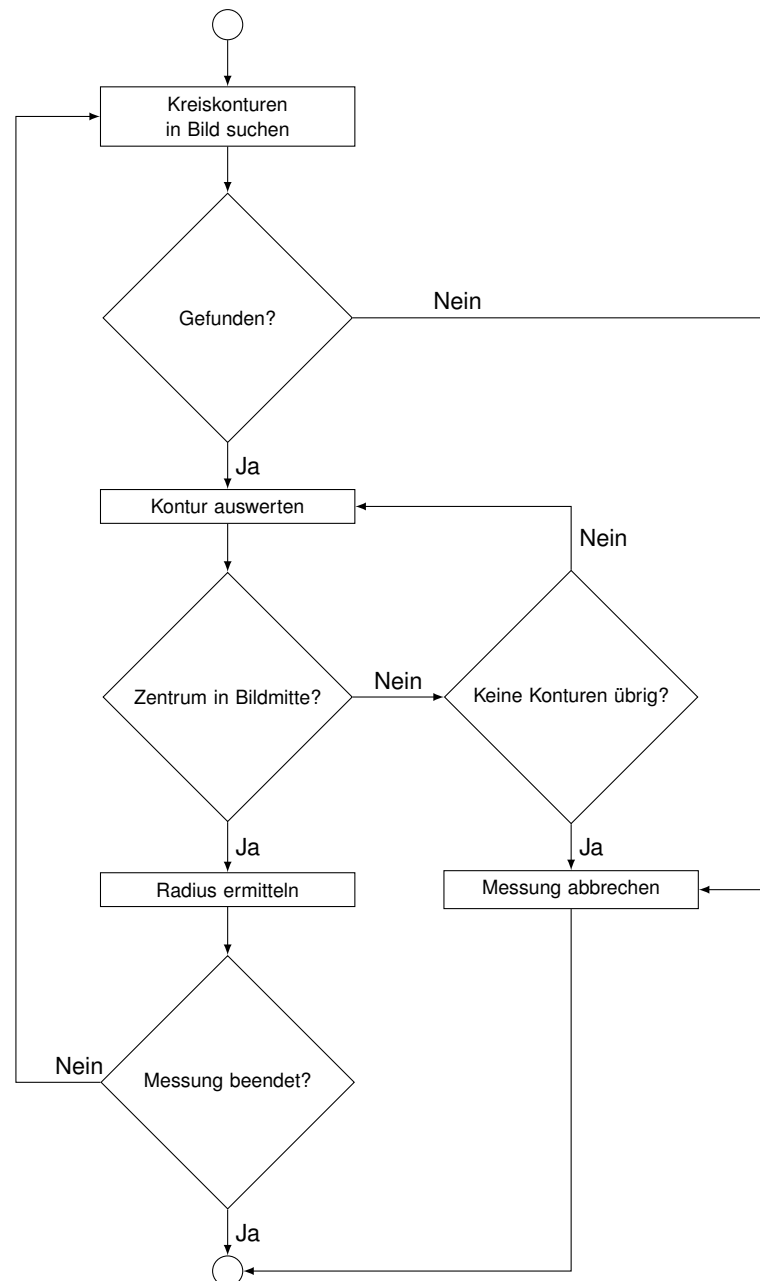 Kreiskonturen
in Bild suchen
Nein
Gefunden?
Ja
Kontur auswerten
Nein
Zentrum in Bildmitte?
Nein
Keine Konturen übrig?
Ja
Ja
Radius ermitteln
Messung abbrechen
Nein
Messung beendet?
Ja